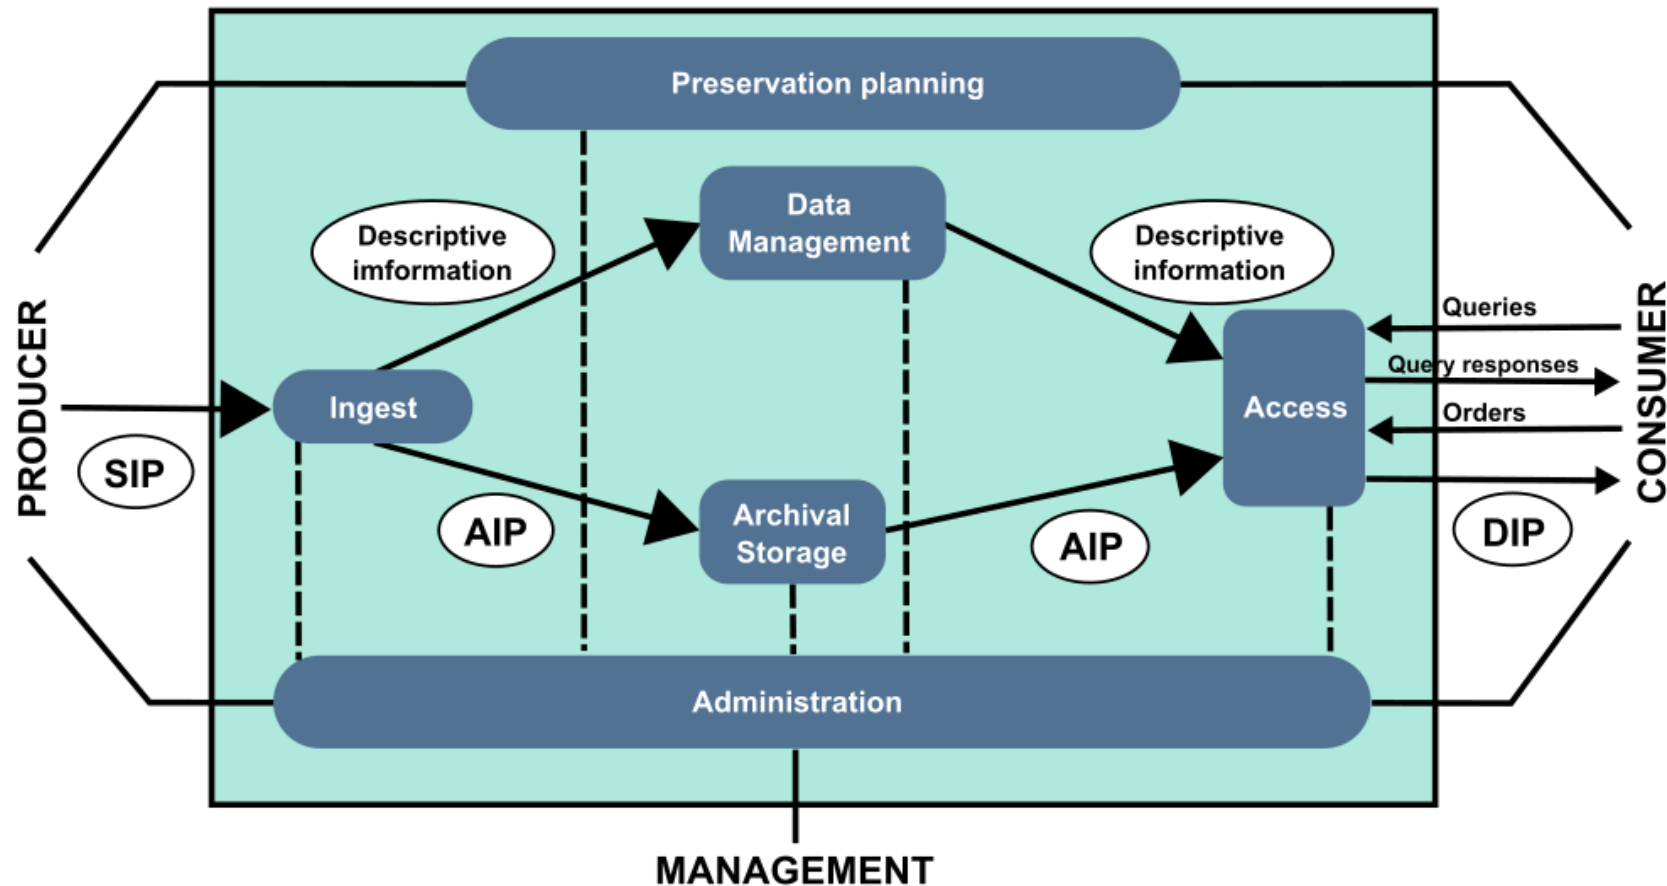 Preservation planning
Data
Management
Descriptive
imformation
Descriptive
information
PRODUCER
SIP
Ingest
AIP
Archival
Storage
AIP
Access
Queries
Query responses
Orders
DIP
CONSUMER
Administration
MANAGEMENT